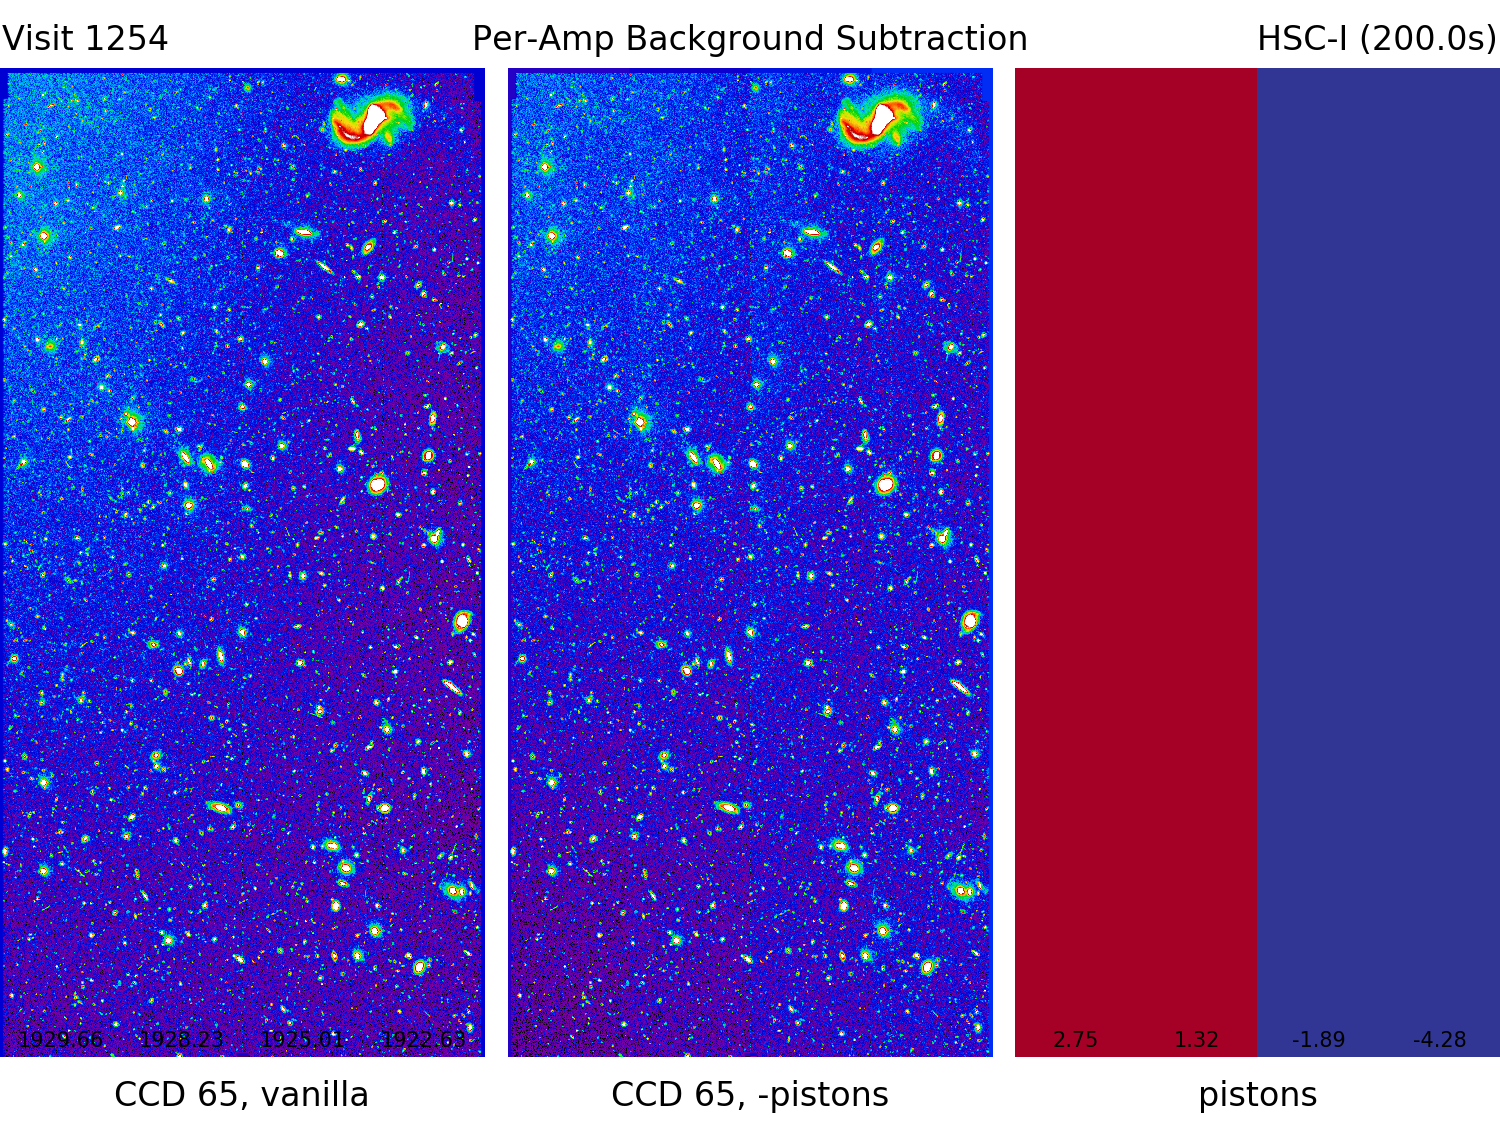 Visit 1254 Per-Amp Background Subtraction HSC-I (200.0s)
1929.66 1928.23 1925.01 1922.63 2.75 1.32 -1.89 -4.28
CCD 65, vanilla CCD 65, -pistons pistons